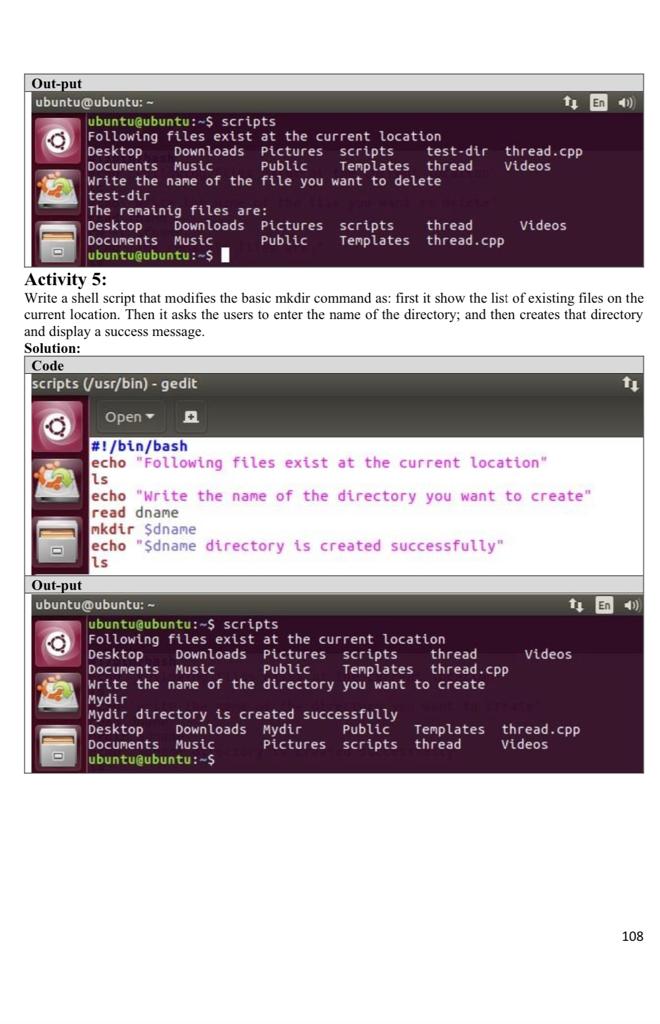 Out-put
ubuntu@ubuntu: ~ En
ubuntu@ubuntu:~$ scripts
Following files exist at the current location
Desktop Downloads Pictures scripts test-dir thread.cpp
Documents Music Public Templates thread Videos
Write the name of the file you want to delete
test-dir
The remainig files are:
Desktop Downloads Pictures scripts thread Videos
Documents Music Public Templates thread.cpp
ubuntu@ubuntu:~$
Activity 5:
Write a shell script that modifies the basic mkdir command as: first it show the list of existing files on the
current location. Then it asks the users to enter the name of the directory; and then creates that directory
and display a success message.
Solution:
Code
scripts (/usr/bin) - gedit
Open
#!/bin/bash
echo "Following files exist at the current location"
ls
echo "Write the name of the directory you want to create"
read dname
mkdir $dname
echo "$dname directory is created successfully"
ls
Out-put
ubuntu@ubuntu: ~ En
ubuntu@ubuntu:~$ scripts
Following files exist at the current location
Desktop Downloads Pictures scripts thread Videos
Documents Music Public Templates thread.cpp
Write the name of the directory you want to create
Mydir
Mydir directory is created successfully
Desktop Downloads Mydir Public Templates thread.cpp
Documents Music Pictures scripts thread Videos
ubuntu@ubuntu:~$
108